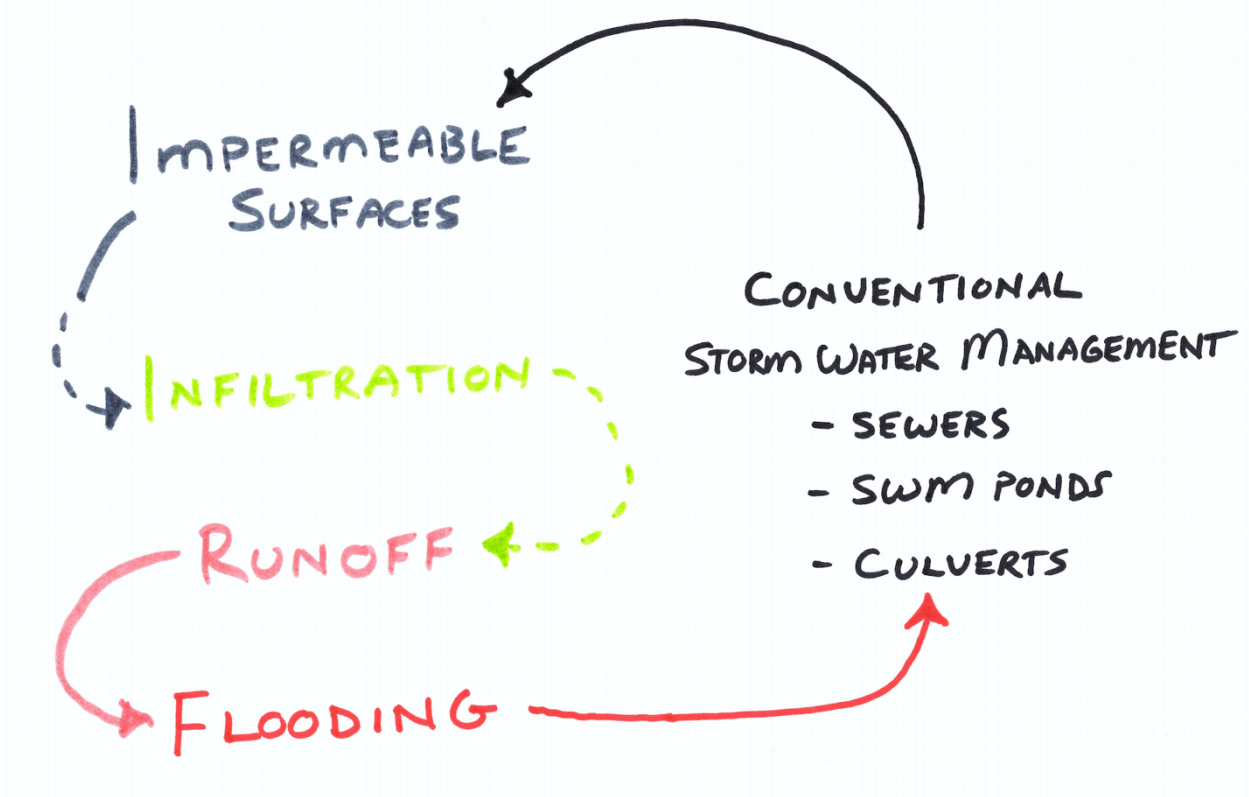 IMPERMEABLE
SURFACES
INFILTRATION
RUNOFF
FLOODING
CONVENTIONAL
STORM WATER MANAGEMENT
- SEWERS
- SWM PONDS
- CULVERTS